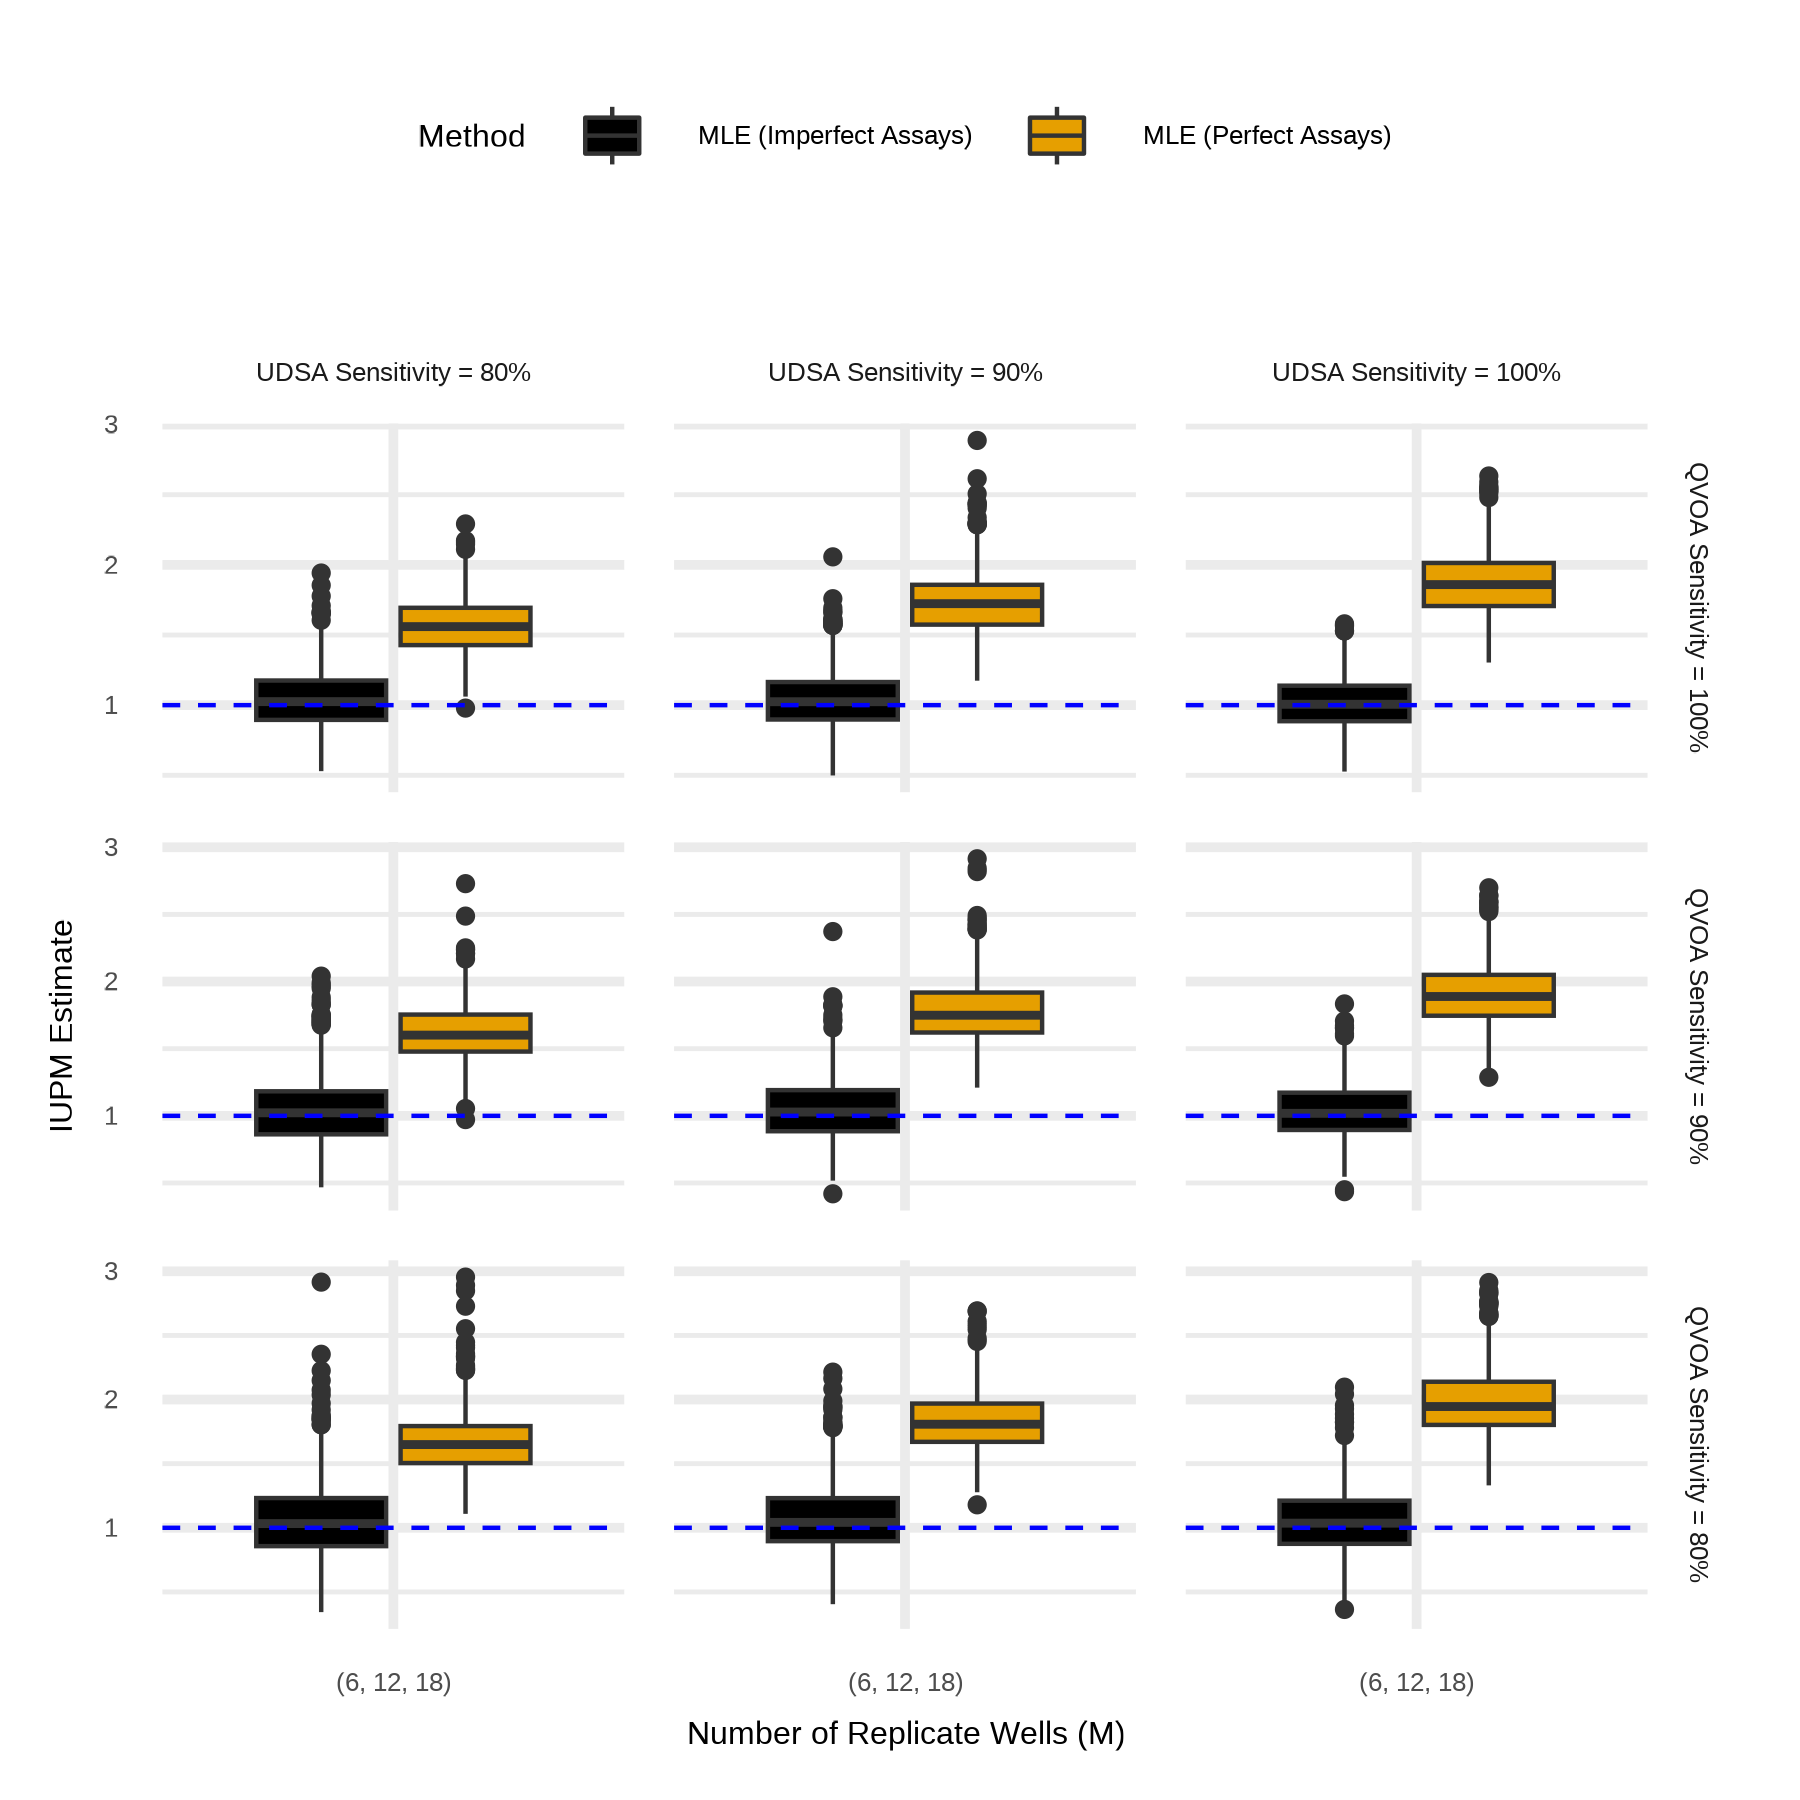 Method MLE (Imperfect Assays) MLE (Perfect Assays)
UDSA Sensitivity = 80% UDSA Sensitivity = 90% UDSA Sensitivity = 100%
3
2
1
QVOA Sensitivity = 100%
3
2
1
QVOA Sensitivity = 90%
IUPM Estimate
3
2
1
QVOA Sensitivity = 80%
(6, 12, 18) (6, 12, 18) (6, 12, 18)
Number of Replicate Wells (M)